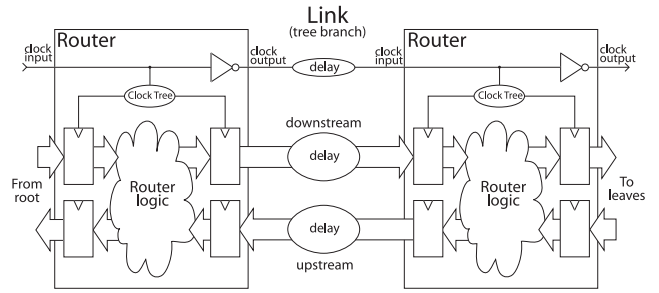 Link
(tree branch)
Router
Router
clock
input
clock
output
delay
clock
input
clock
output
Clock Tree
Clock Tree
downstream
delay
From
root
Router
logic
Router
logic
To
leaves
delay
upstream